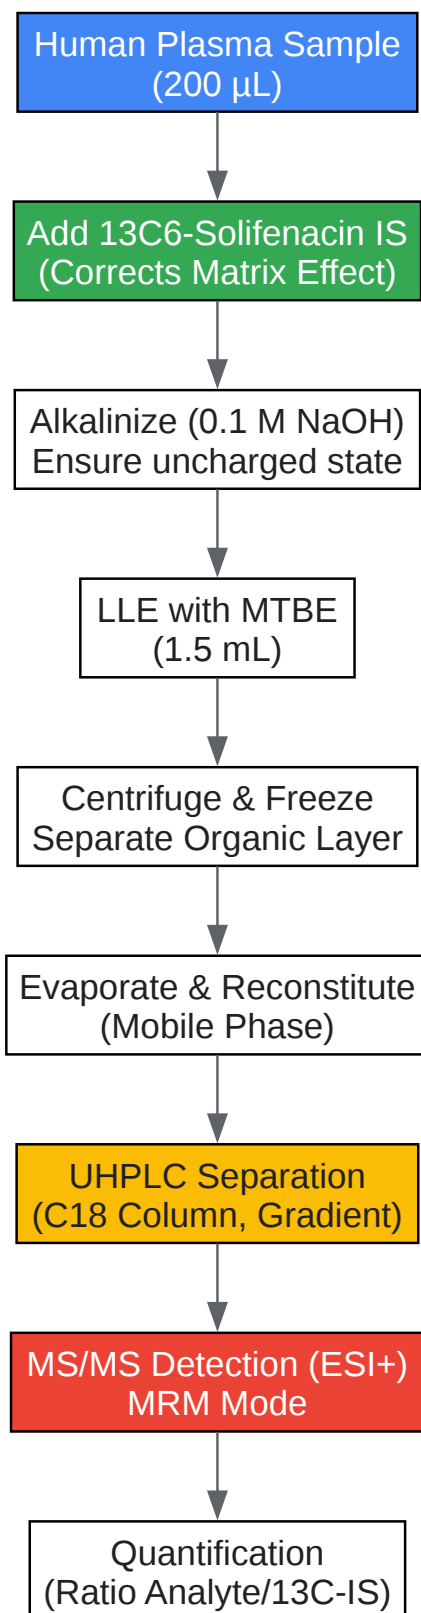 Human Plasma Sample
(200 µL)
Add 13C6-Solifenacin IS
(Corrects Matrix Effect)
Alkalinize (0.1 M NaOH)
Ensure uncharged state
LLE with MTBE
(1.5 mL)
Centrifuge & Freeze
Separate Organic Layer
Evaporate & Reconstitute
(Mobile Phase)
UHPLC Separation
(C18 Column, Gradient)
MS/MS Detection (ESI+)
MRM Mode
Quantification
(Ratio Analyte/13C-IS)